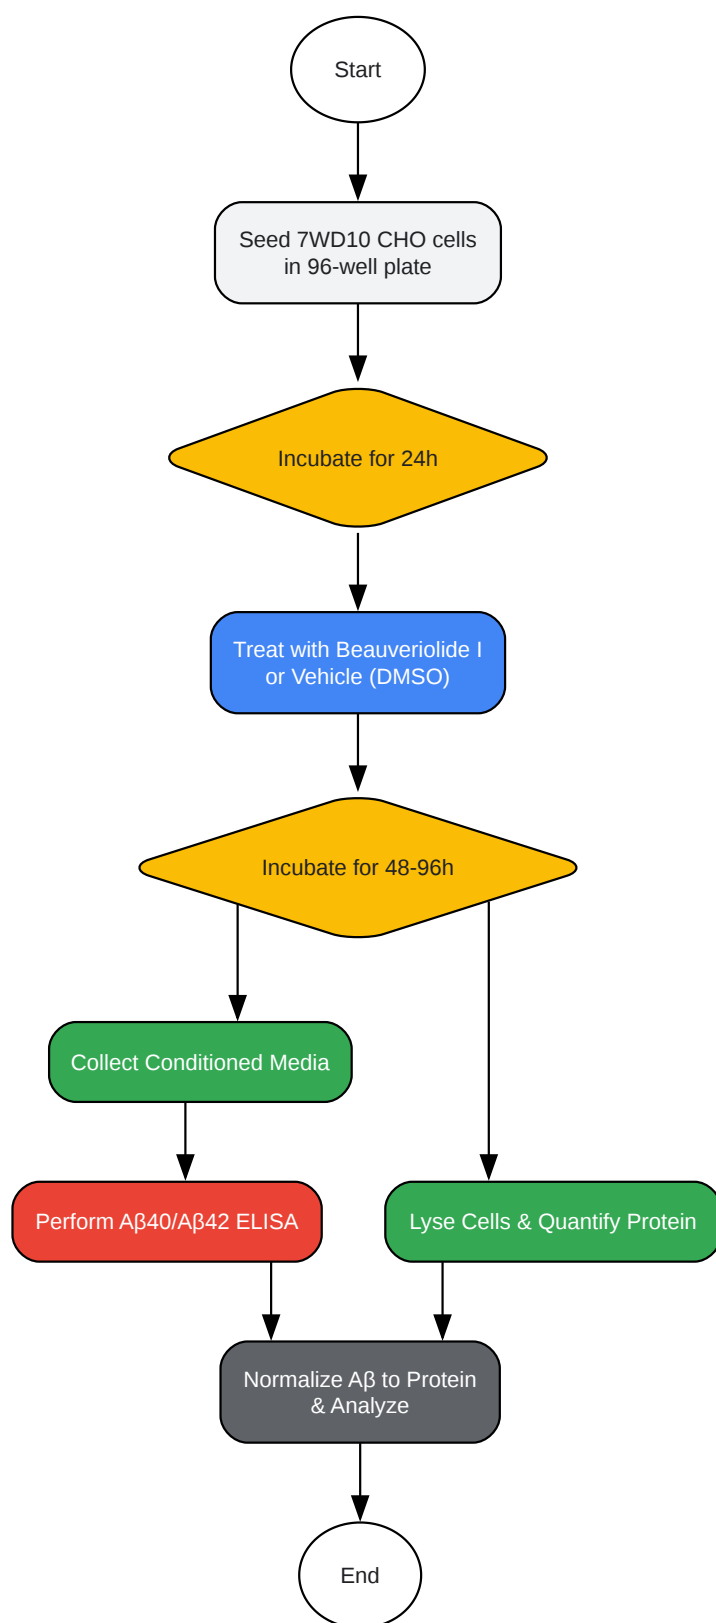 Start
Seed 7WD10 CHO cells
in 96-well plate
Incubate for 24h
Treat with Beauveriolide I
or Vehicle (DMSO)
Incubate for 48-96h
Collect Conditioned Media
Perform Aβ40/Aβ42 ELISA
Lyse Cells & Quantify Protein
Normalize Aβ to Protein
& Analyze
End